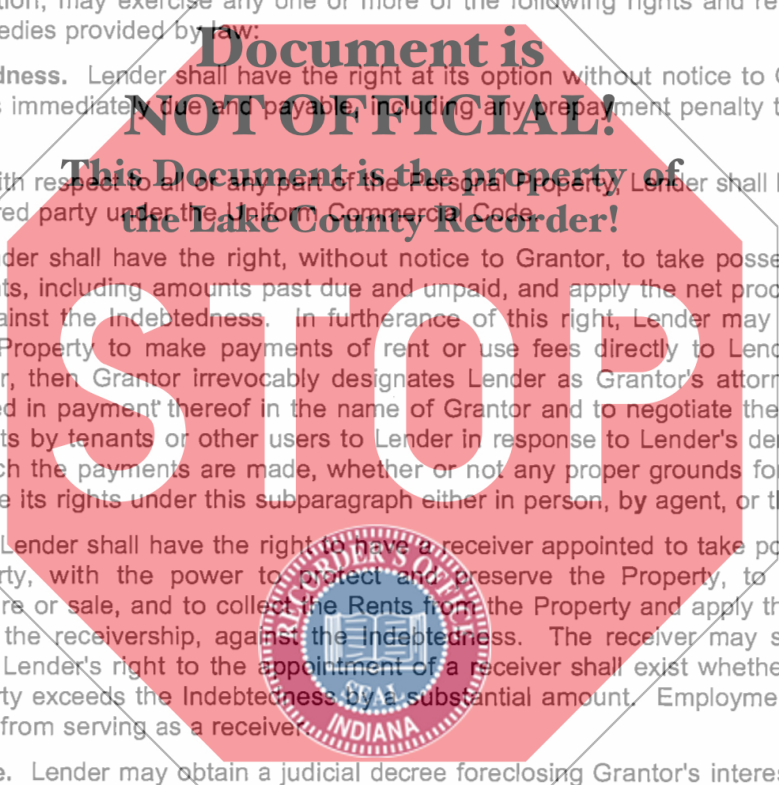 tion, may exercise any one or more of the following rights and re
edies provided by law:
Document is
dness. Lender shall have the right at its option without notice to G
s immediately due and payable, including any prepayment penalty t
NOT OFFICIAL!
This Document is the property of
ith respect to all or any part of the Personal Property, Lender shall h
red party under the Uniform Commercial Code.
the Lake County Recorder!
der shall have the right, without notice to Grantor, to take posse
ts, including amounts past due and unpaid, and apply the net proc
ainst the Indebtedness. In furtherance of this right, Lender may
Property to make payments of rent or use fees directly to Lend
r, then Grantor irrevocably designates Lender as Grantor's attorn
ed in payment thereof in the name of Grantor and to negotiate the
ts by tenants or other users to Lender in response to Lender's de
ch the payments are made, whether or not any proper grounds fo
e its rights under this subparagraph either in person, by agent, or t
STOP
Lender shall have the right to have a receiver appointed to take po
rty, with the power to protect and preserve the Property, to
re or sale, and to collect the Rents from the Property and apply th
the receivership, against the Indebtedness. The receiver may s
Lender's right to the appointment of a receiver shall exist whethe
rty exceeds the Indebtedness by a substantial amount. Employme
from serving as a receiver.
RECORDER'S OFFICE
SEAL
INDIANA
e. Lender may obtain a judicial decree foreclosing Grantor's interes